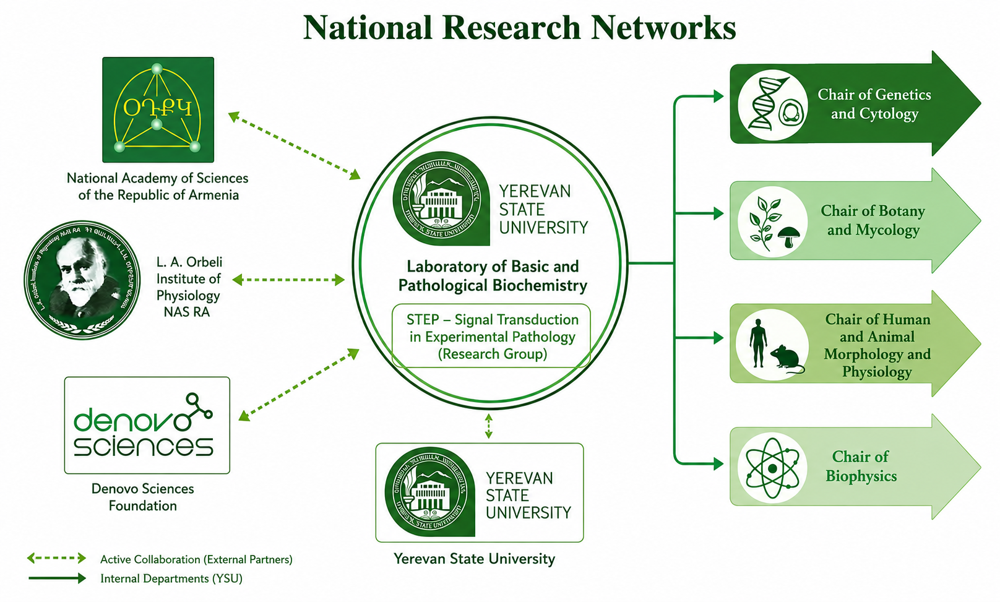 National Research Networks
ՕԴՔԿ
National Academy of Sciences
of the Republic of Armenia
L. A. Orbeli
Institute of
Physiology
NAS RA
denovo
sciences
Denovo Sciences
Foundation
YEREVAN
STATE
UNIVERSITY
Laboratory of Basic and
Pathological Biochemistry
STEP – Signal Transduction
in Experimental Pathology
(Research Group)
YEREVAN
STATE
UNIVERSITY
Yerevan State University
Chair of Genetics
and Cytology
Chair of Botany
and Mycology
Chair of Human
and Animal
Morphology and
Physiology
Chair of
Biophysics
Active Collaboration (External Partners)
Internal Departments (YSU)